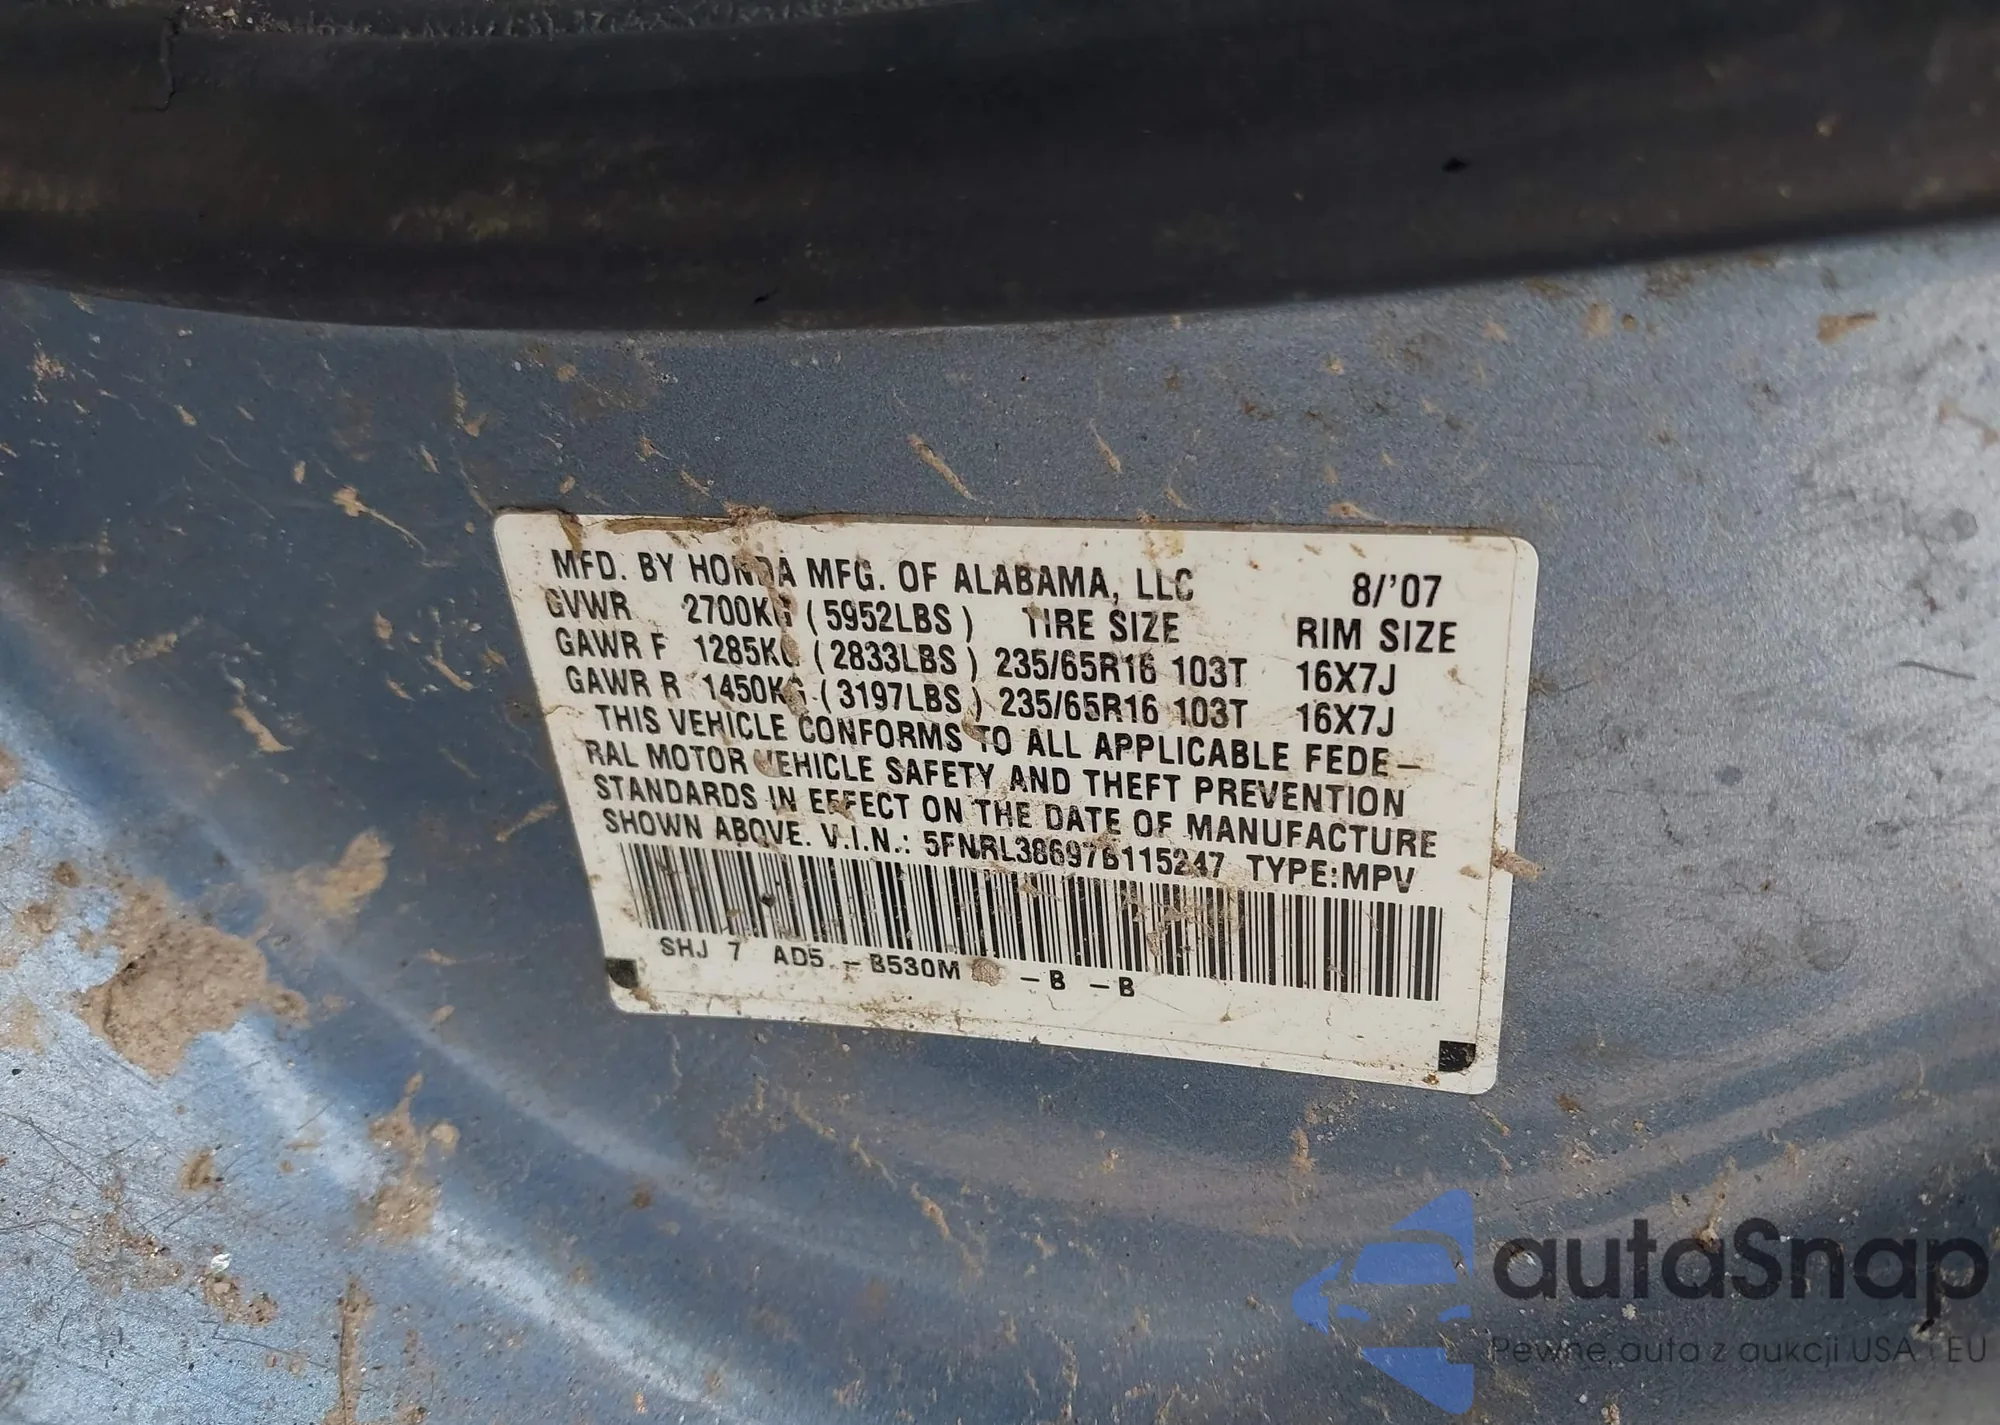 MFD. BY HONDA MFG. OF ALABAMA, LLC 8/'07
GVWR 2700KG (5952LBS) TIRE SIZE RIM SIZE
GAWR F 1285KG (2833LBS) 235/65R16 103T 16X7J
GAWR R 1450KG (3197LBS) 235/65R16 103T 16X7J
THIS VEHICLE CONFORMS TO ALL APPLICABLE FEDE-
RAL MOTOR VEHICLE SAFETY AND THEFT PREVENTION
STANDARDS IN EFFECT ON THE DATE OF MANUFACTURE
SHOWN ABOVE. V.I.N.: 5FNRL38697B115247 TYPE:MPV
SHJ 7 AD5 - B530M -B -B
autaSnap
Pewne auta z aukcji USA i EU